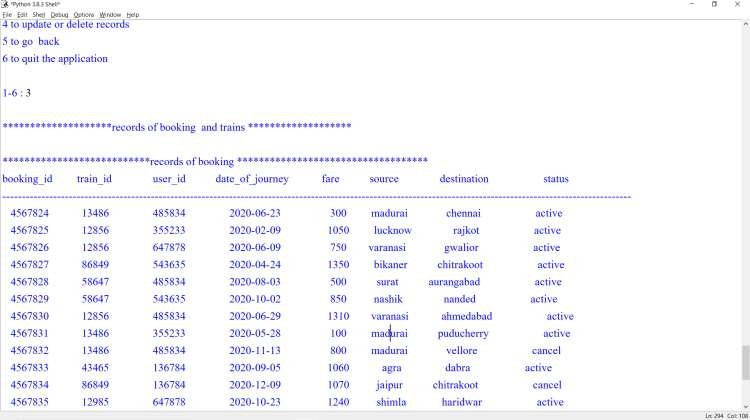 *Python 3.8.3 Shell*
File Edit Shell Debug Options Window Help
4 to update or delete records
5 to go  back
6 to quit the application
1-6 : 3
********************records of booking  and trains *******************
***************************records of booking ***********************************
booking_id train_id user_id date_of_journey fare source destination status
--------------------------------------------------------------------------------------------------------------------------------------------
4567824 13486 485834 2020-06-23 300 madurai chennai active
4567825 12856 355233 2020-02-09 1050 lucknow rajkot active
4567826 12856 647878 2020-06-09 750 varanasi gwalior active
4567827 86849 543635 2020-04-24 1350 bikaner chitrakoot active
4567828 58647 485834 2020-08-03 500 surat aurangabad active
4567829 58647 543635 2020-10-02 850 nashik nanded active
4567830 12856 485834 2020-06-29 1310 varanasi ahmedabad active
4567831 13486 355233 2020-05-28 100 madurai puducherry active
4567832 13486 485834 2020-11-13 800 madurai vellore cancel
4567833 43465 136784 2020-09-05 1060 agra dabra active
4567834 86849 136784 2020-12-09 1070 jaipur chitrakoot cancel
4567835 12985 647878 2020-10-23 1240 shimla haridwar active
Ln: 294 Col: 108